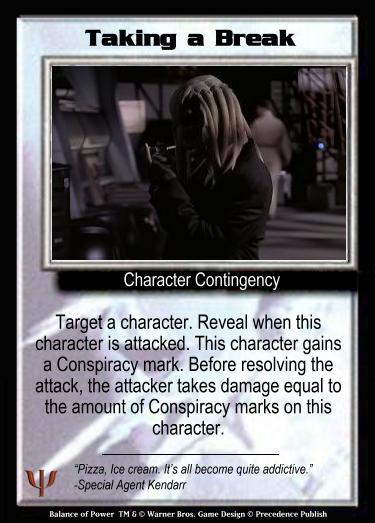 Taking a Break
Character Contingency
Target a character. Reveal when this
character is attacked. This character gains
a Conspiracy mark. Before resolving the
attack, the attacker takes damage equal to
the amount of Conspiracy marks on this
character.
“Pizza, Ice cream. It’s all become quite addictive.”
-Special Agent Kendarr
Balance of Power TM & © Warner Bros. Game Design © Precedence Publish